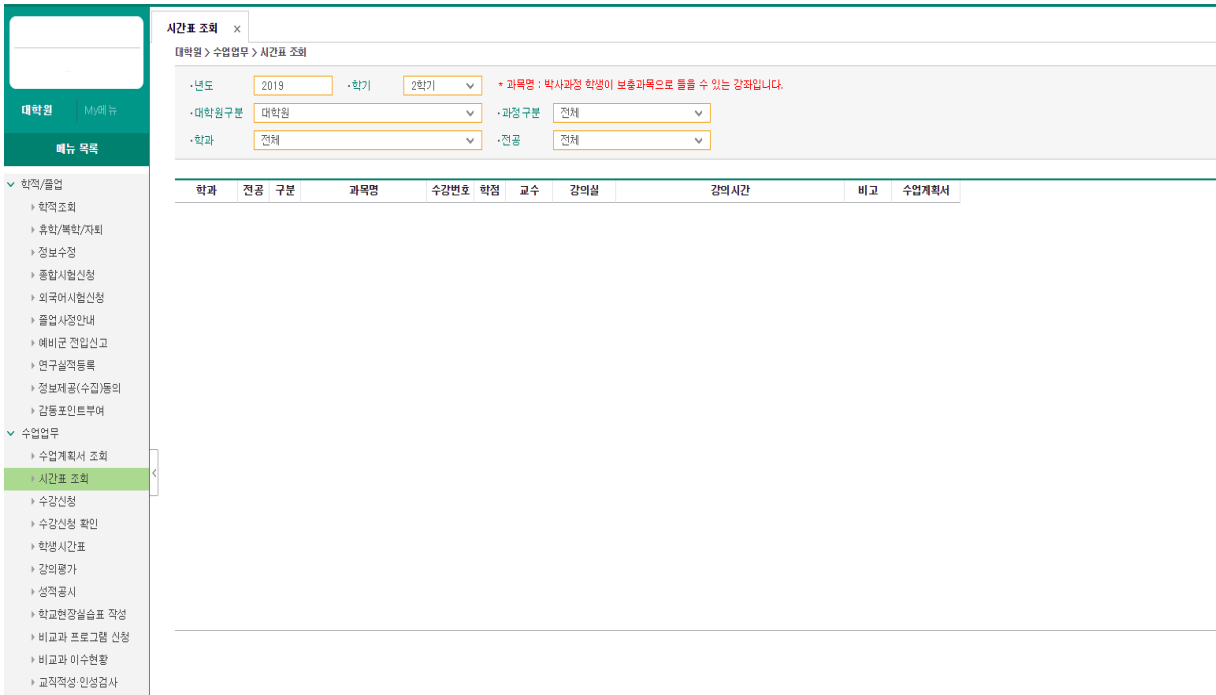 시간표 조회 x
대학원 > 수업업무 > 시간표 조회
·년도 2019 ·학기 2학기 * 과목명 : 박사과정 학생이 보충과목으로 들을 수 있는 강좌입니다.
·대학원구분 대학원 ·과정구분 전체
·학과 전체 ·전공 전체
학과 전공 구분 과목명 수강번호 학점 교수 강의실 강의시간 비고 수업계획서
대학원 My메뉴
메뉴 목록
학적/졸업
학적조회
휴학/복학/자퇴
정보수정
종합시험신청
외국어시험신청
졸업사정안내
예비군 전입신고
연구실적등록
정보제공(수집)동의
감동포인트부여
수업업무
수업계획서 조회
시간표 조회
수강신청
수강신청 확인
학생시간표
강의평가
성적공시
학교현장실습표 작성
비교과 프로그램 신청
비교과 이수현황
교직적성·인성검사